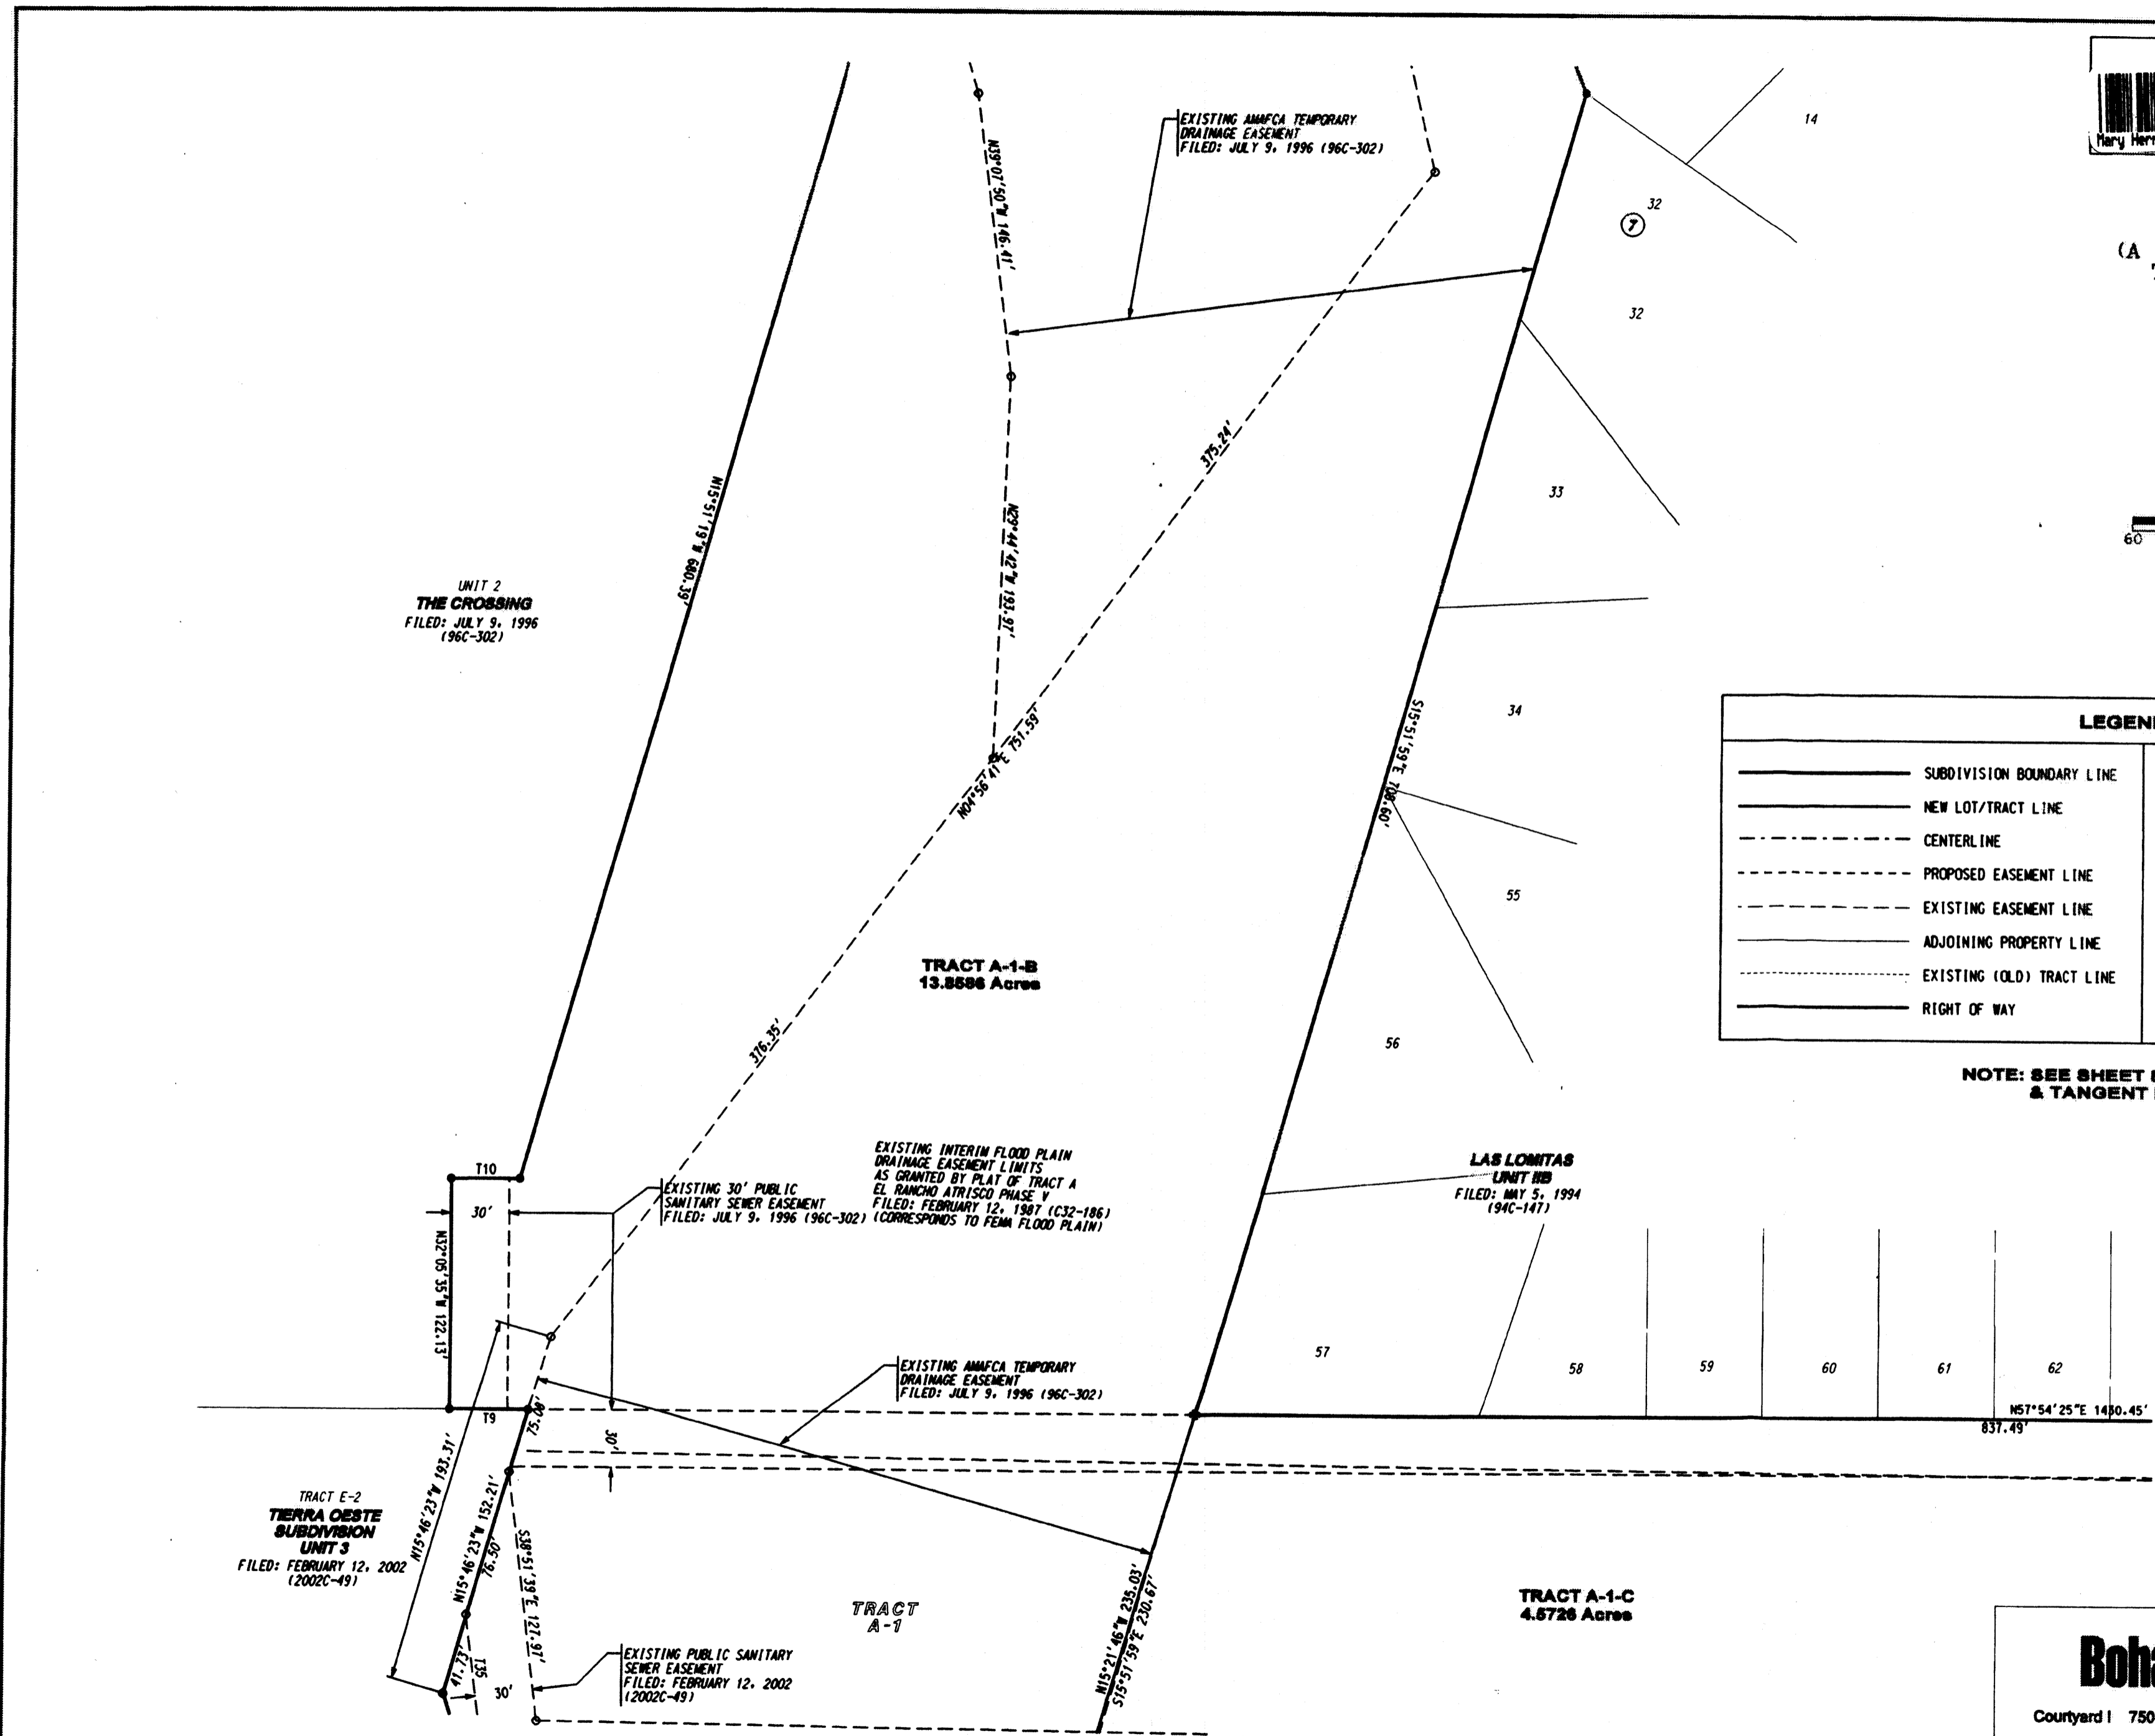 EXISTING AMAFCA TEMPORARY
DRAINAGE EASEMENT
FILED: JULY 9, 1996 (96C-302)
14
Mary Herr
32
7
(A
32
N39°07'50"W 146.41'
375.24'
33
N15°51'19"W 680.39'
N29°44'42"W 193.97'
60
UNIT 2
THE CROSSING
FILED: JULY 9, 1996
(96C-302)
34
S15°51'59"E 708.60'
N04°56'41"E 751.59'
LEGEN
SUBDIVISION BOUNDARY LINE
NEW LOT/TRACT LINE
CENTERLINE
PROPOSED EASEMENT LINE
EXISTING EASEMENT LINE
ADJOINING PROPERTY LINE
EXISTING (OLD) TRACT LINE
RIGHT OF WAY
55
TRACT A-1-B
13.8586 Acres
376.35'
56
NOTE: SEE SHEET
& TANGENT
T10
30'
EXISTING 30' PUBLIC
SANITARY SEWER EASEMENT
FILED: JULY 9, 1996 (96C-302)
EXISTING INTERIM FLOOD PLAIN
DRAINAGE EASEMENT LIMITS
AS GRANTED BY PLAT OF TRACT A
EL RANCHO ATRISCO PHASE V
FILED: FEBRUARY 12, 1987 (C32-186)
(CORRESPONDS TO FEMA FLOOD PLAIN)
LAS LOMITAS
UNIT IIB
FILED: MAY 5, 1994
(94C-147)
N32°05'35"W 122.13'
57
58
59
60
61
62
EXISTING AMAFCA TEMPORARY
DRAINAGE EASEMENT
FILED: JULY 9, 1996 (96C-302)
T9
75.08'
30'
N57°54'25"E 1430.45'
837.49'
N15°46'23"W 193.31'
N15°46'23"W 152.21'
76.50'
TRACT E-2
TIERRA OESTE
SUBDIVISION
UNIT 3
FILED: FEBRUARY 12, 2002
(2002C-49)
S38°51'39"E 127.97'
TRACT
A-1
N15°21'46"W 235.03'
S15°51'59"E 230.67'
TRACT A-1-C
4.5726 Acres
41.73'
T35
30'
EXISTING PUBLIC SANITARY
SEWER EASEMENT
FILED: FEBRUARY 12, 2002
(2002C-49)
Boha
Courtyard I 750